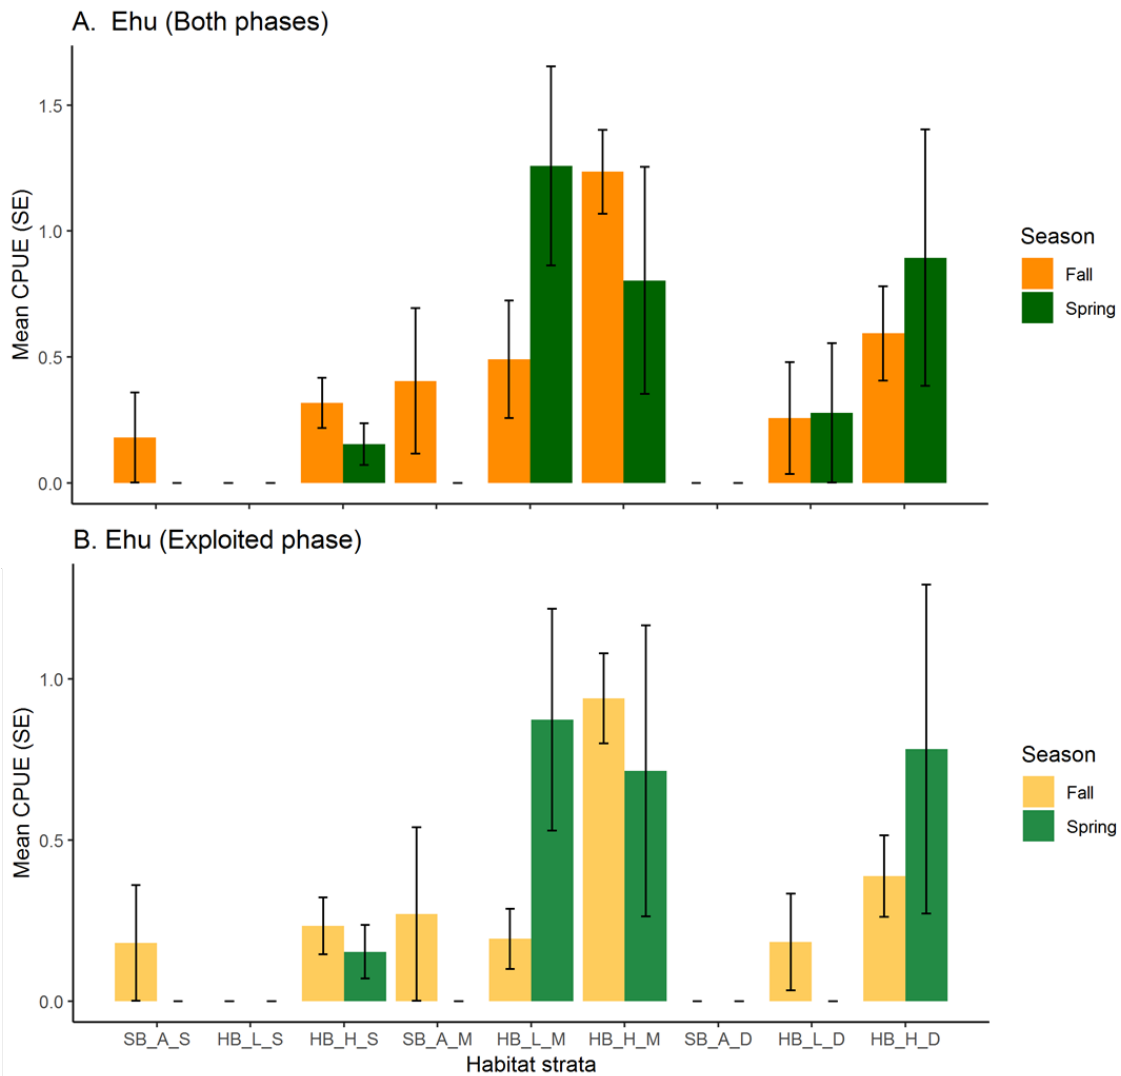 A. Ehu (Both phases)
1.5
1.0
0.5
0.0
Mean CPUE (SE)
Season
Fall
Spring
B. Ehu (Exploited phase)
1.0
0.5
0.0
Mean CPUE (SE)
SB_A_S HB_L_S HB_H_S SB_A_M HB_L_M HB_H_M SB_A_D HB_L_D HB_H_D
Habitat strata
Season
Fall
Spring